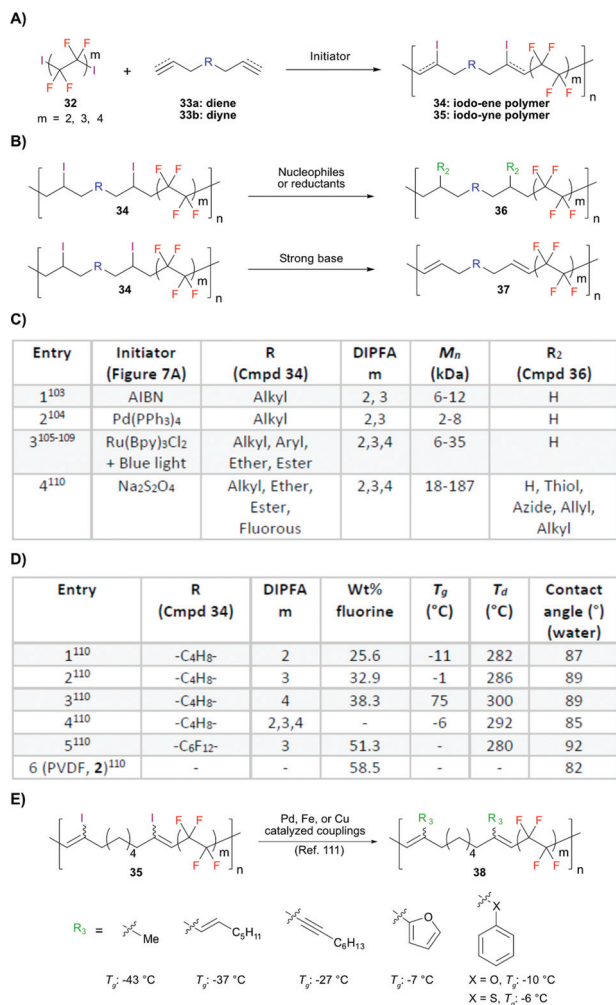 A)
F F
I m
I
F F
32
m = 2, 3, 4
+
R
33a: diene
33b: diyne
Initiator
I I F F
R m
F F n
34: iodo-ene polymer
35: iodo-yne polymer
B)
I I F F
R m
F F n
34
Nucleophiles
or reductants
R2 R2 F F
R m
F F n
36
I I F F
R m
F F n
34
Strong base
F F
R m
F F n
37
C)
Entry Initiator (Figure 7A) R (Cmpd 34) DIPFA m Mn (kDa) R2 (Cmpd 36)
1103 AIBN Alkyl 2, 3 6-12 H
2104 Pd(PPh3)4 Alkyl 2,3 2-8 H
3105-109 Ru(Bpy)3Cl2 + Blue light Alkyl, Aryl, Ether, Ester 2,3,4 6-35 H
4110 Na2S2O4 Alkyl, Ether, Ester, Fluorous 2,3,4 18-187 H, Thiol, Azide, Allyl, Alkyl
D)
Entry R (Cmpd 34) DIPFA m Wt% fluorine Tg (°C) Td (°C) Contact angle (°) (water)
1110 -C4H8- 2 25.6 -11 282 87
2110 -C4H8- 3 32.9 -1 286 89
3110 -C4H8- 4 38.3 75 300 89
4110 -C4H8- 2,3,4 - -6 292 85
5110 -C6F12- 3 51.3 - 280 92
6 (PVDF, 2)110 - - 58.5 - - 82
E)
I I F F
4 m
F F n
35
Pd, Fe, or Cu
catalyzed couplings
(Ref. 111)
R3 R3 F F
4 m
F F n
38
R3 =
Me
C5H11
C6H13
O
X
Tg: -43 °C
Tg: -37 °C
Tg: -27 °C
Tg: -7 °C
X = O, Tg: -10 °C
X = S, Tg: -6 °C